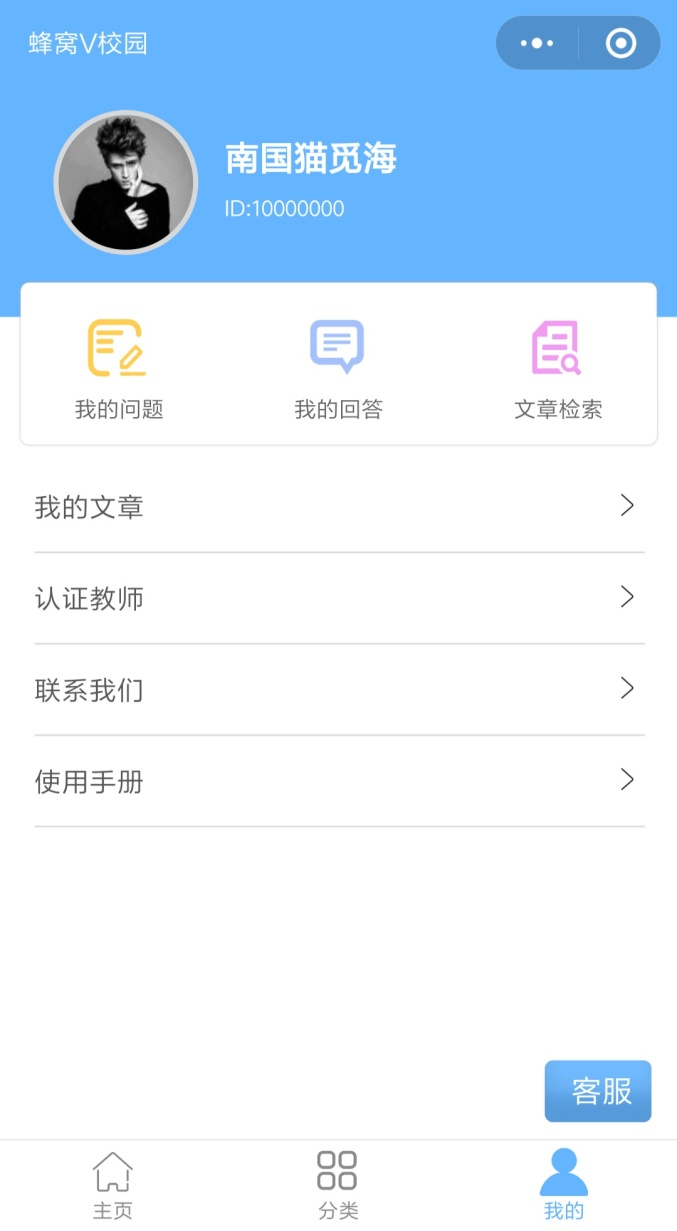 蜂窝V校园
南国猫觅海
ID:10000000
我的问题
我的回答
文章检索
我的文章
认证教师
联系我们
使用手册
客服
主页
分类
我的